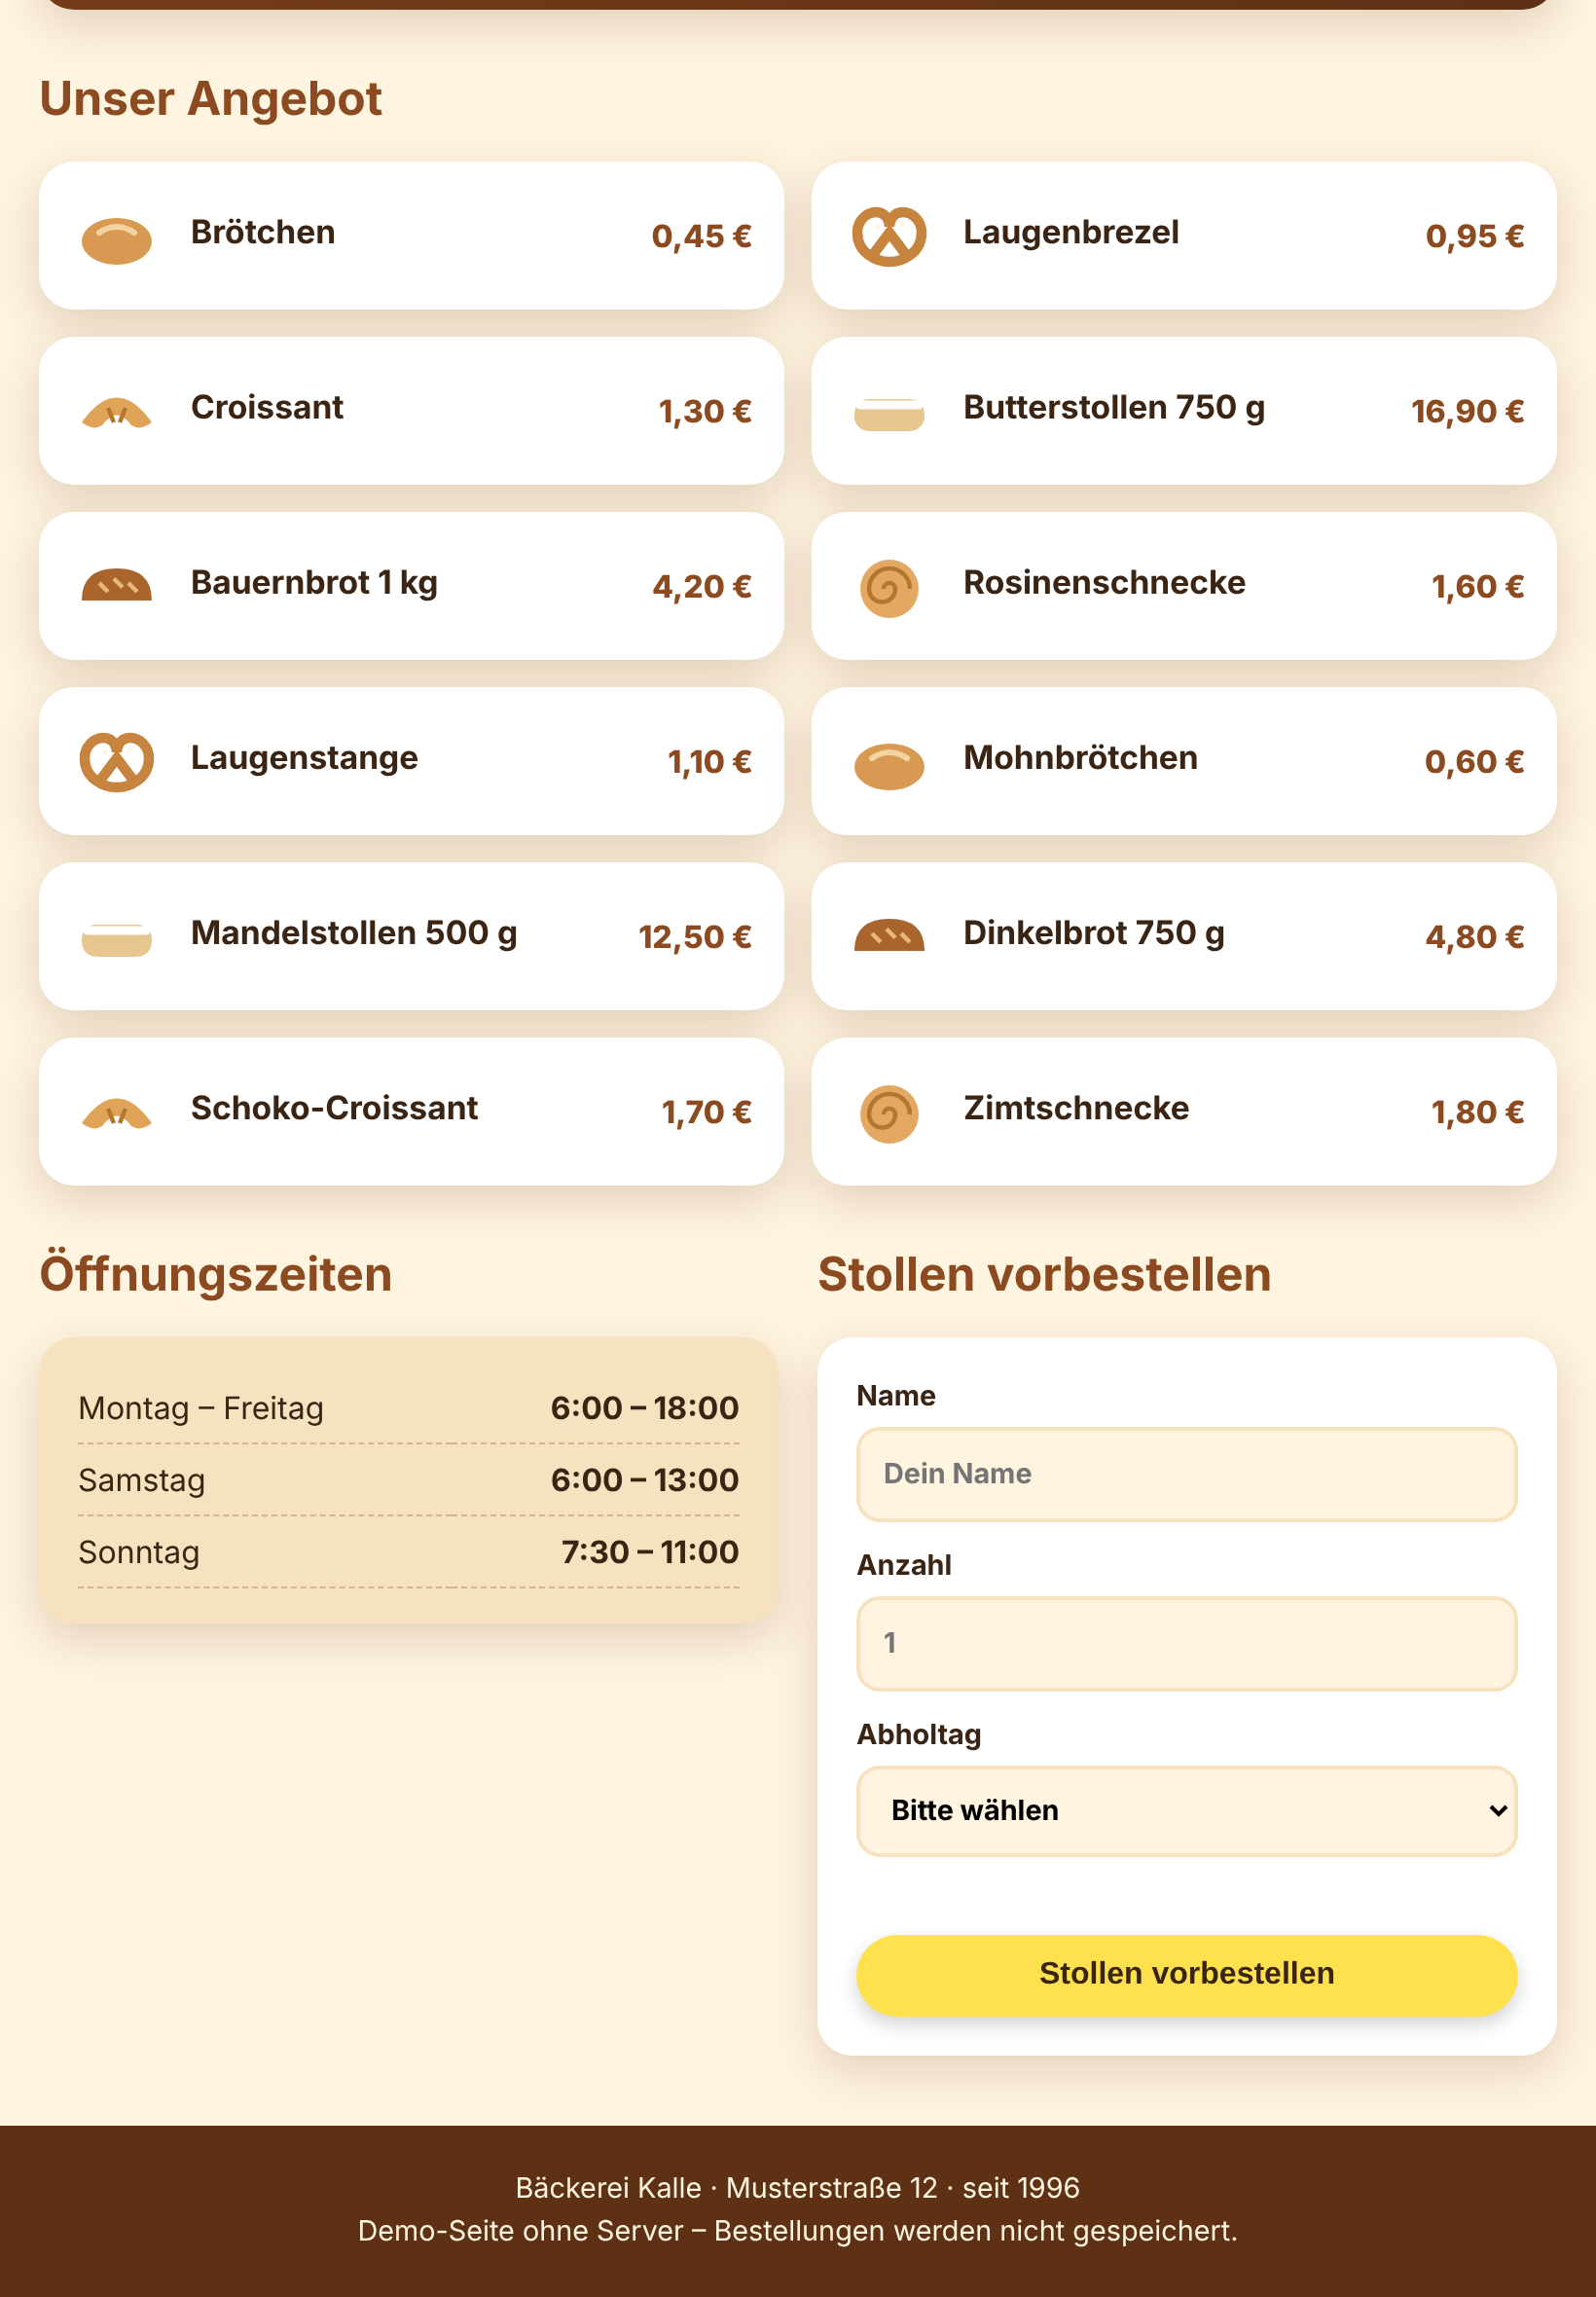 Unser Angebot
Brötchen 0,45 €
Laugenbrezel 0,95 €
Croissant 1,30 €
Butterstollen 750 g 16,90 €
Bauernbrot 1 kg 4,20 €
Rosinenschnecke 1,60 €
Laugenstange 1,10 €
Mohnbrötchen 0,60 €
Mandelstollen 500 g 12,50 €
Dinkelbrot 750 g 4,80 €
Schoko-Croissant 1,70 €
Zimtschnecke 1,80 €
Öffnungszeiten
Montag – Freitag 6:00 – 18:00
Samstag 6:00 – 13:00
Sonntag 7:30 – 11:00
Stollen vorbestellen
Name
Dein Name
Anzahl
1
Abholtag
Bitte wählen
Stollen vorbestellen
Bäckerei Kalle · Musterstraße 12 · seit 1996
Demo-Seite ohne Server – Bestellungen werden nicht gespeichert.